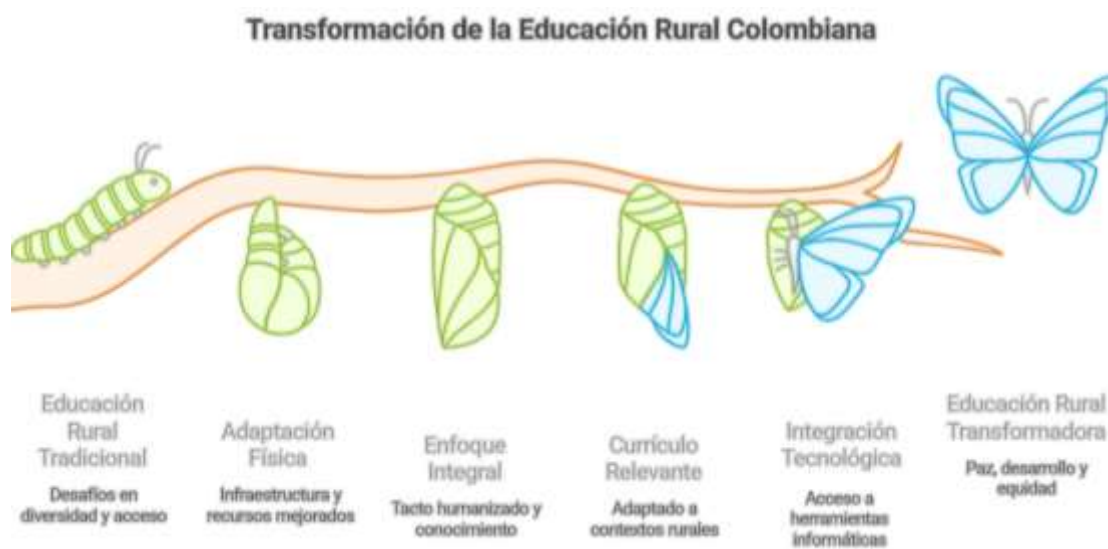 Transformación de la Educación Rural Colombiana
Educación
Rural
Tradicional
Desafíos en
diversidad y acceso
Adaptación
Física
Infraestructura y
recursos mejorados
Enfoque
Integral
Tacto humanizado y
conocimiento
Currículo
Relevante
Adaptado a
contextos rurales
Integración
Tecnológica
Acceso a
herramientas
informáticas
Educación Rural
Transformadora
Paz, desarrollo y
equidad